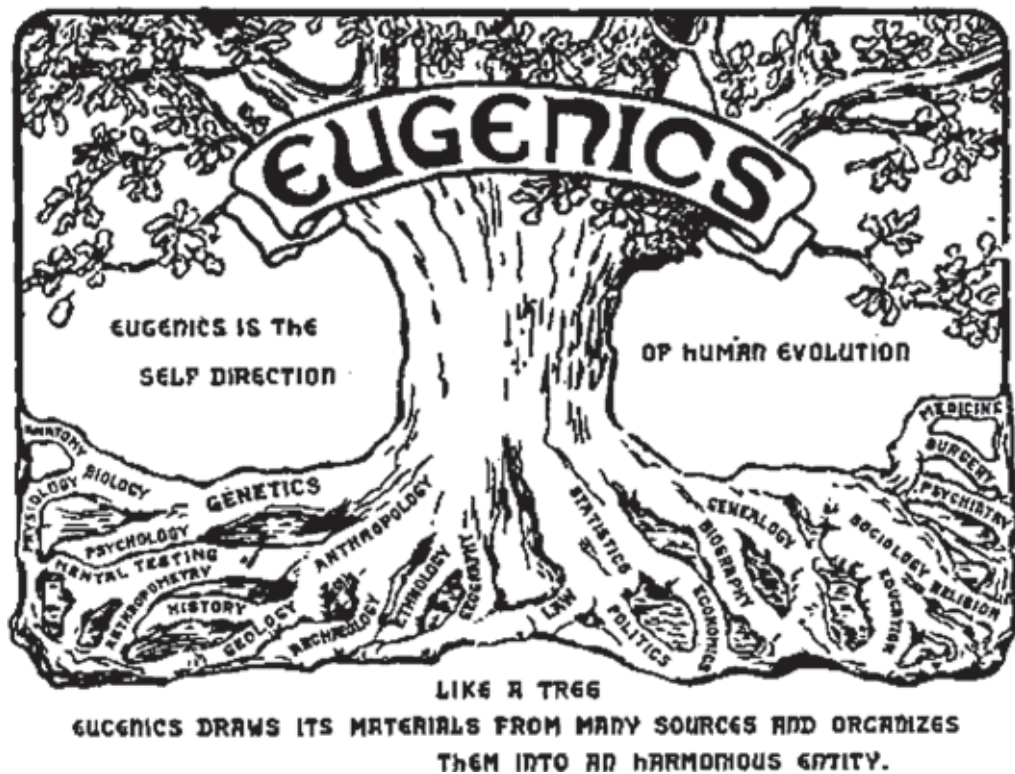 EUGENICS
EUGENICS IS THE
SELF DIRECTION
OF HUMAN EVOLUTION
ANATOMY
BIOLOGY
PHYSIOLOGY
GENETICS
PSYCHOLOGY
MENTAL TESTING
ANTHROPOMETRY
HISTORY
GEOLOGY
ANTHROPOLOGY
ARCHAEOLOGY
ETHNOLOGY
GEOGRAPHY
LAW
STATISTICS
POLITICS
ECONOMICS
BIOGRAPHY
GENEALOGY
EDUCATION
SOCIOLOGY
RELIGION
PSYCHIATRY
SURGERY
MEDICINE
LIKE A TREE
EUGENICS DRAWS ITS MATERIALS FROM MANY SOURCES AND ORGANIZES
THEM INTO AN HARMONIOUS ENTITY.